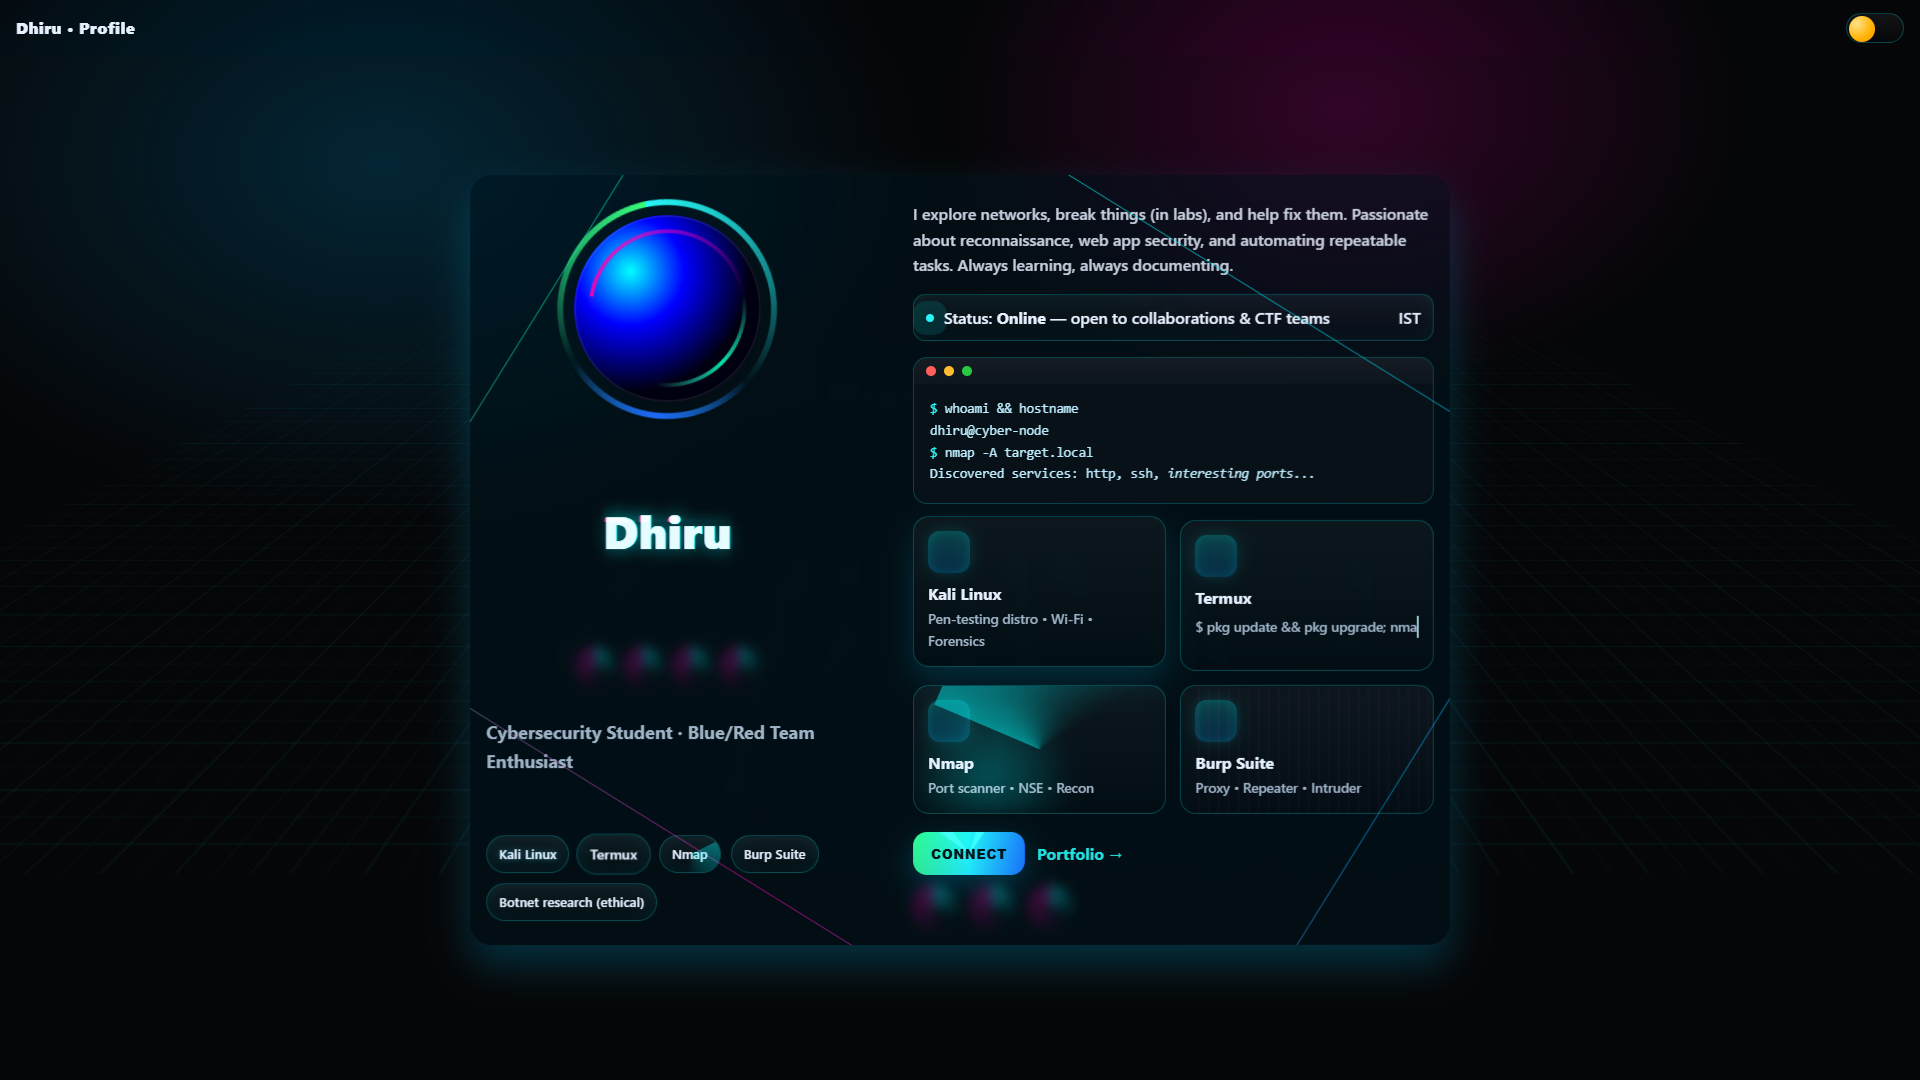 Dhiru • Profile
Dhiru
Cybersecurity Student · Blue/Red Team
Enthusiast
Kali Linux
Termux
Nmap
Burp Suite
Botnet research (ethical)
I explore networks, break things (in labs), and help fix them. Passionate
about reconnaissance, web app security, and automating repeatable
tasks. Always learning, always documenting.
Status: Online — open to collaborations & CTF teams
IST
$ whoami && hostname
dhiru@cyber-node
$ nmap -A target.local
Discovered services: http, ssh, interesting ports...
Kali Linux
Pen-testing distro • Wi-Fi •
Forensics
Termux
$ pkg update && pkg upgrade; nma
Nmap
Port scanner • NSE • Recon
Burp Suite
Proxy • Repeater • Intruder
CONNECT
Portfolio →